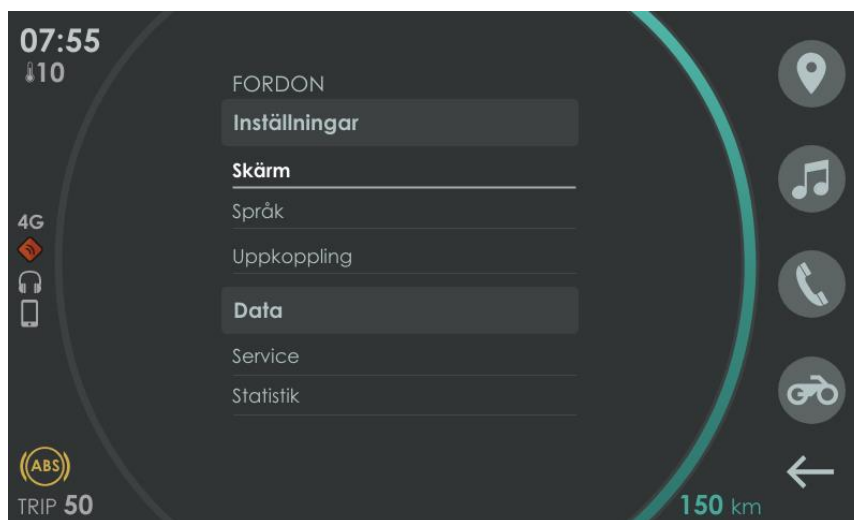 07:55
10
FORDON
Inställningar
Skärm
Språk
4G
Uppkoppling
Data
Service
Statistik
(ABS)
TRIP 50
150 km